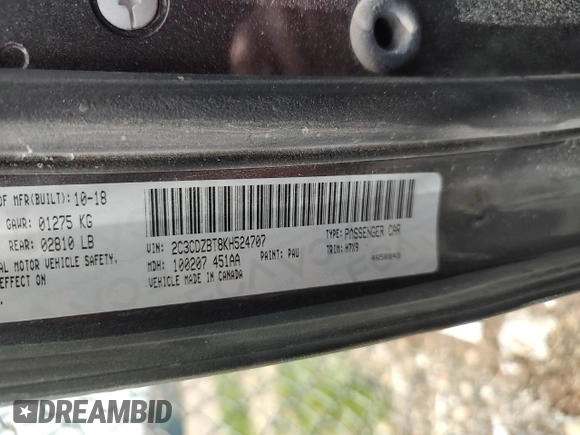 OF MFR(BUILT): 10-18
GAWR: 01275 KG
REAR: 02810 LB
AL MOTOR VEHICLE SAFETY,
EFFECT ON
VIN: 2C3CDZBT8KH524707
TYPE: PASSENGER CAR
MDH: 100207 451AA
PAINT: PAU
TRIM: H7X9
VEHICLE MADE IN CANADA
DREAMBID